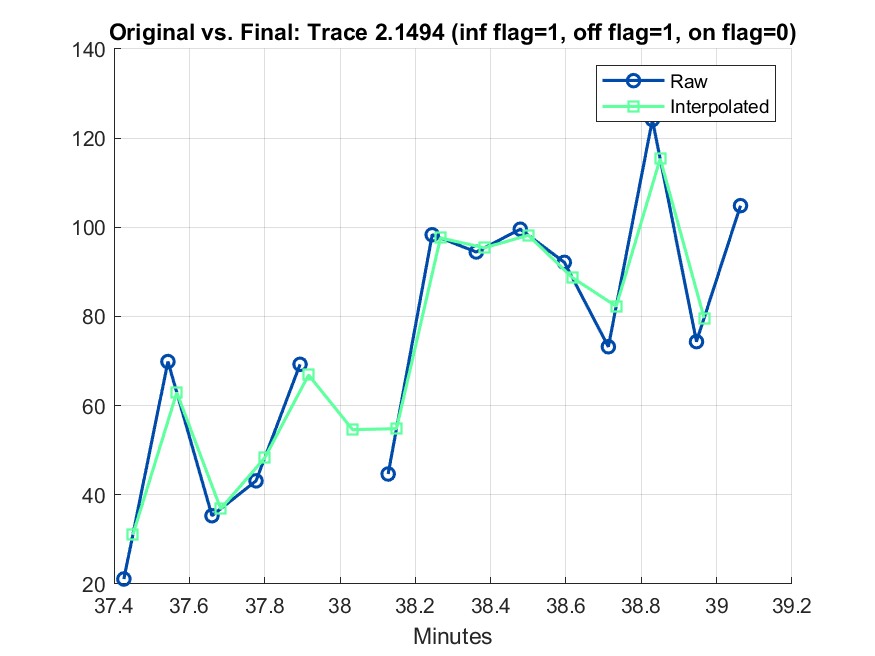 Original vs. Final: Trace 2.1494 (inf flag=1, off flag=1, on flag=0)
140
120
100
80
60
40
20
Raw
Interpolated
37.4 37.6 37.8 38 38.2 38.4 38.6 38.8 39 39.2
Minutes